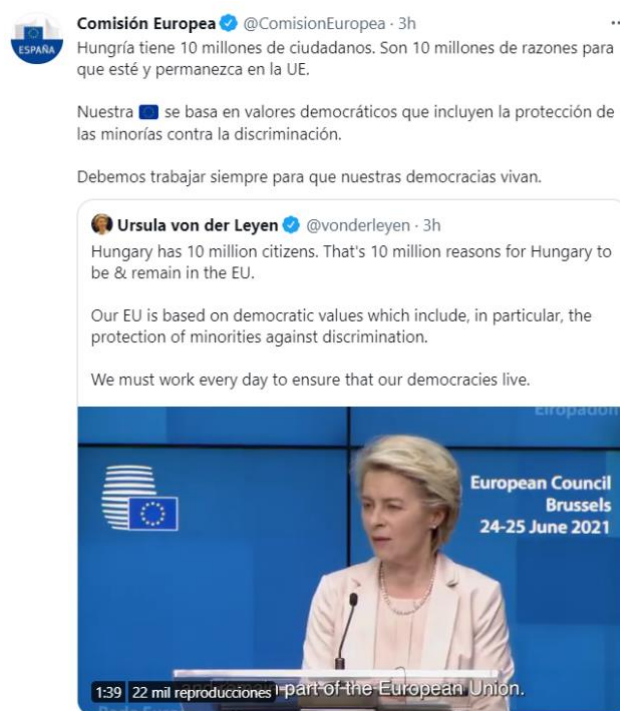 Comisión Europea @ComisionEuropea · 3h
ESPAÑA
Hungría tiene 10 millones de ciudadanos. Son 10 millones de razones para
que esté y permanezca en la UE.
Nuestra 🇪🇺 se basa en valores democráticos que incluyen la protección de
las minorías contra la discriminación.
Debemos trabajar siempre para que nuestras democracias vivan.
Ursula von der Leyen @vonderleyen · 3h
Hungary has 10 million citizens. That's 10 million reasons for Hungary to
be & remain in the EU.
Our EU is based on democratic values which include, in particular, the
protection of minorities against discrimination.
We must work every day to ensure that our democracies live.
European Council
Brussels
24-25 June 2021
1:39 22 mil reproducciones
part of the European Union.